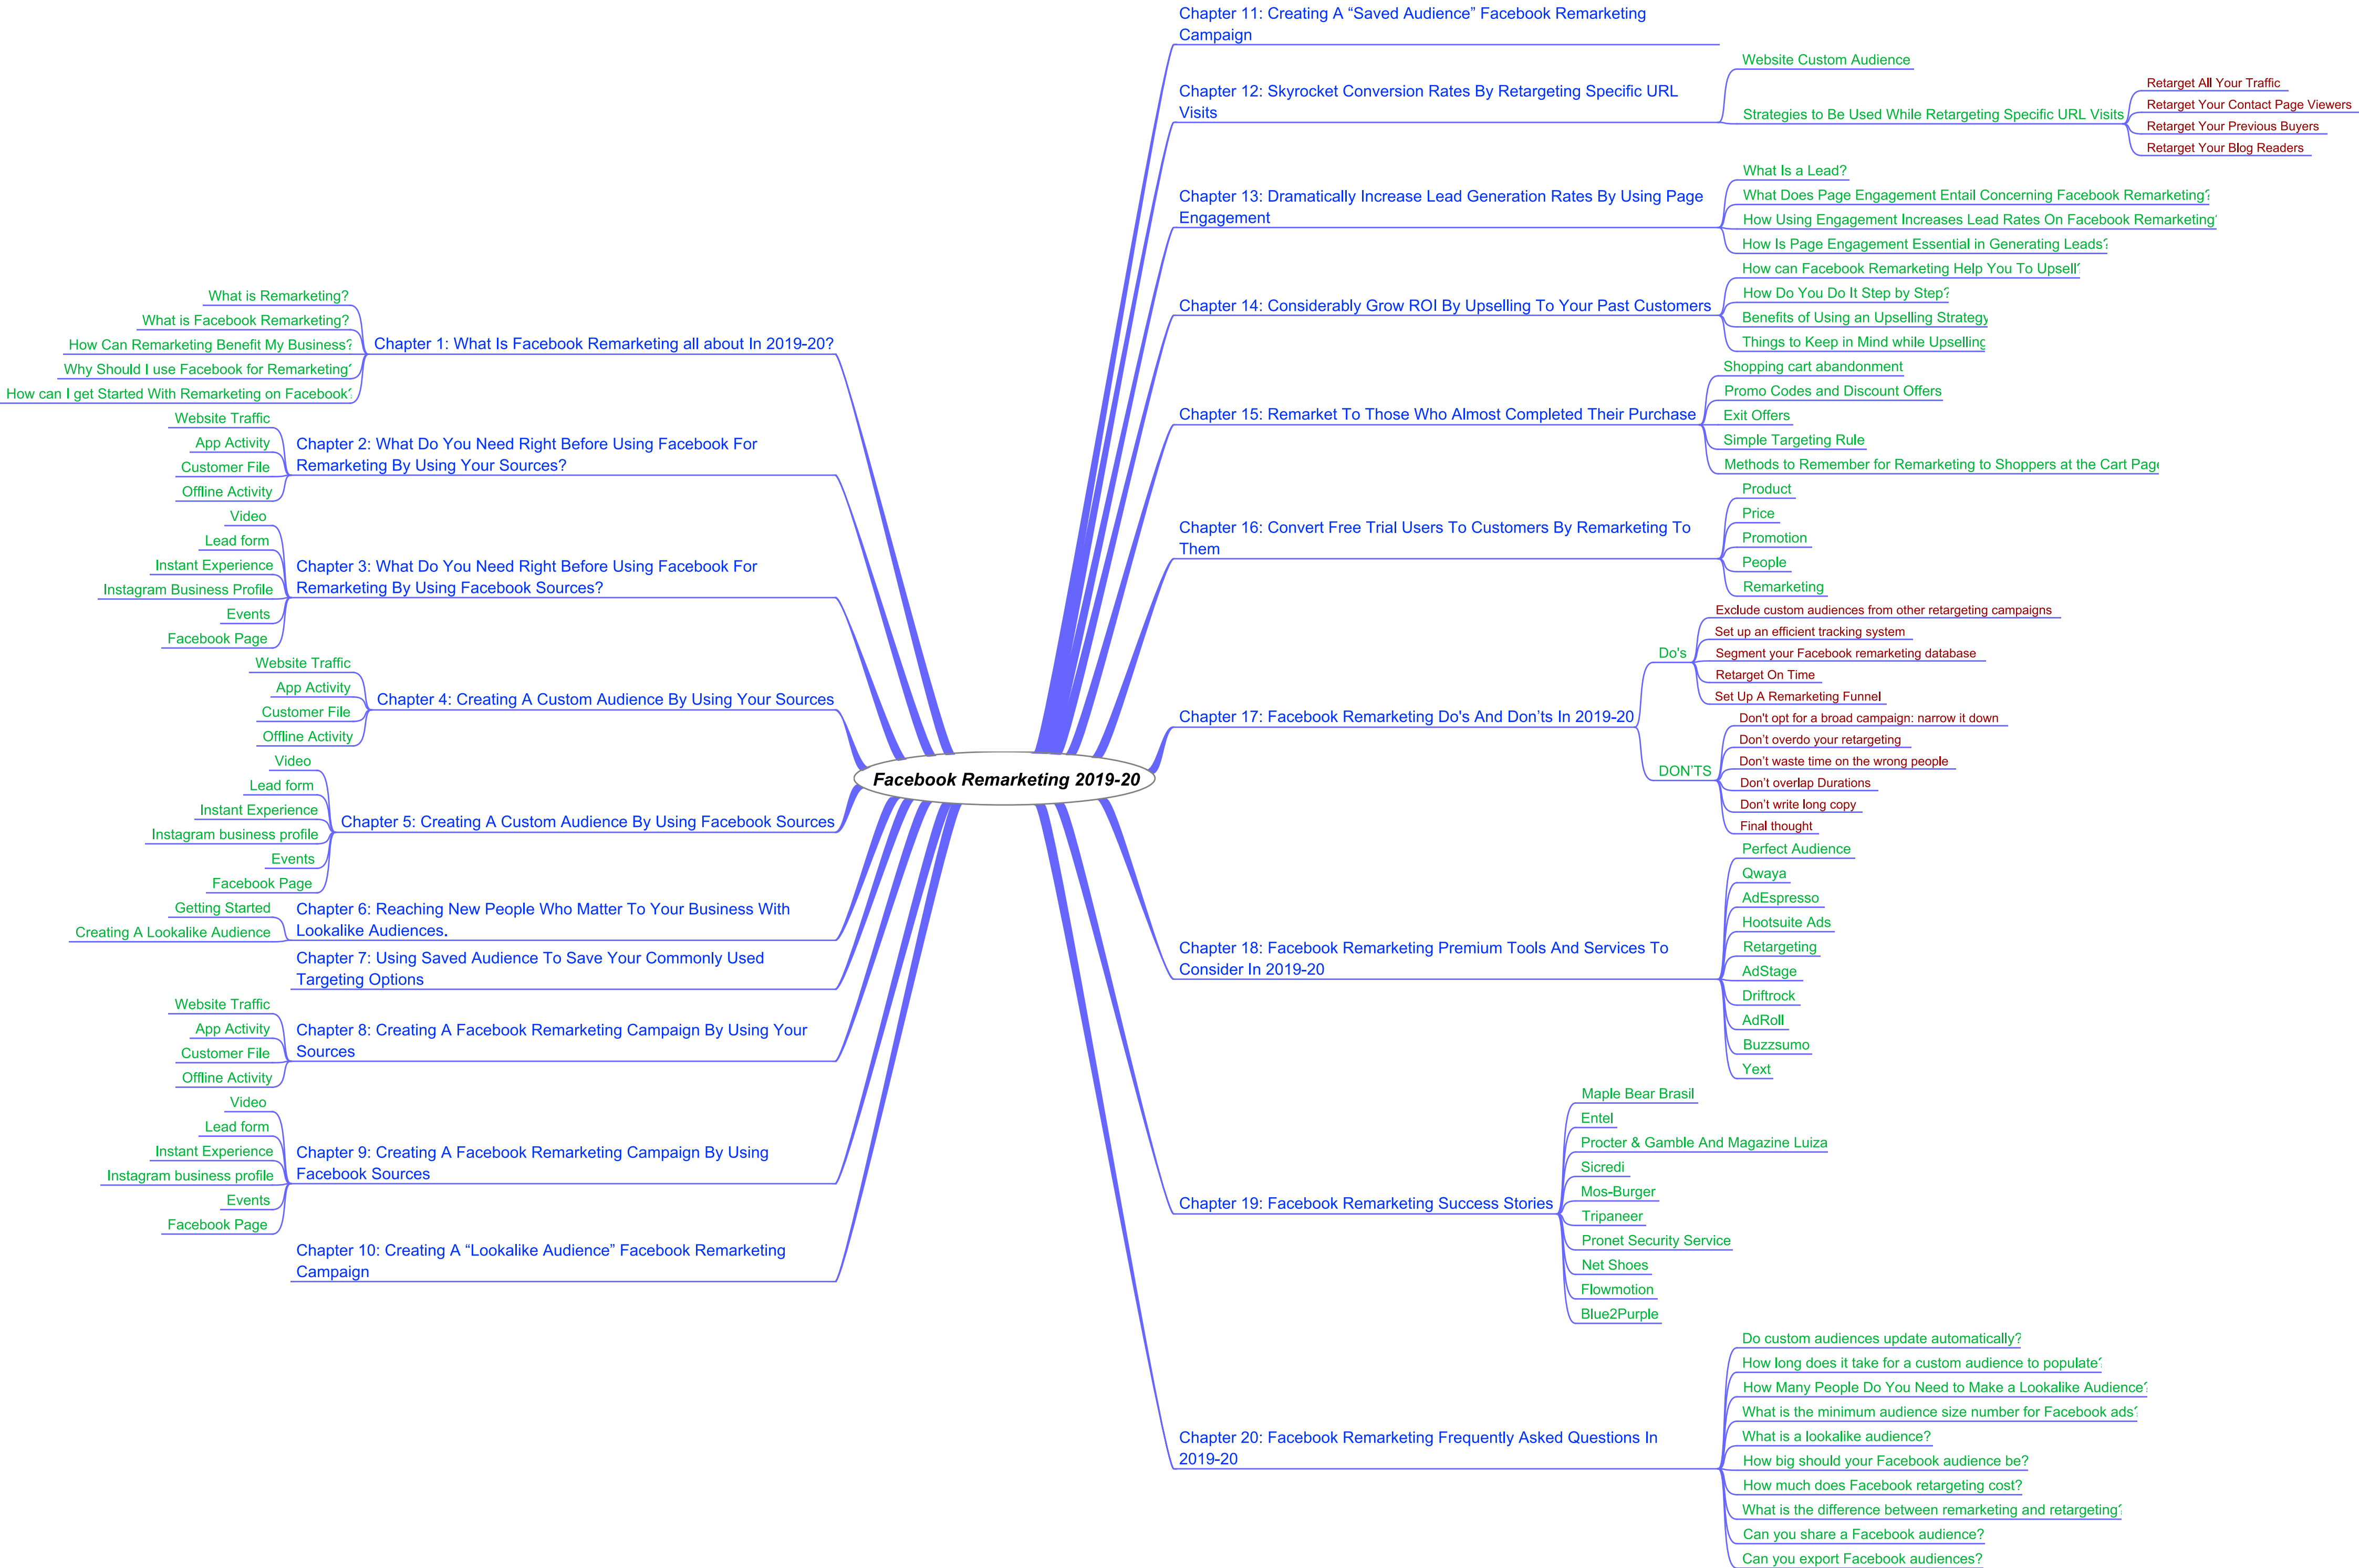 Facebook Remarketing 2019-20
Chapter 1: What Is Facebook Remarketing all about In 2019-20?
What is Remarketing?
What is Facebook Remarketing?
How Can Remarketing Benefit My Business?
Why Should I use Facebook for Remarketing?
How can I get Started With Remarketing on Facebook?
Chapter 2: What Do You Need Right Before Using Facebook For
Remarketing By Using Your Sources?
Website Traffic
App Activity
Customer File
Offline Activity
Chapter 3: What Do You Need Right Before Using Facebook For
Remarketing By Using Facebook Sources?
Video
Lead form
Instant Experience
Instagram Business Profile
Events
Facebook Page
Chapter 4: Creating A Custom Audience By Using Your Sources
Website Traffic
App Activity
Customer File
Offline Activity
Chapter 5: Creating A Custom Audience By Using Facebook Sources
Video
Lead form
Instant Experience
Instagram business profile
Events
Facebook Page
Chapter 6: Reaching New People Who Matter To Your Business With
Lookalike Audiences.
Getting Started
Creating A Lookalike Audience
Chapter 7: Using Saved Audience To Save Your Commonly Used
Targeting Options
Chapter 8: Creating A Facebook Remarketing Campaign By Using Your
Sources
Website Traffic
App Activity
Customer File
Offline Activity
Chapter 9: Creating A Facebook Remarketing Campaign By Using
Facebook Sources
Video
Lead form
Instant Experience
Instagram business profile
Events
Facebook Page
Chapter 10: Creating A “Lookalike Audience” Facebook Remarketing
Campaign
Chapter 11: Creating A “Saved Audience” Facebook Remarketing
Campaign
Chapter 12: Skyrocket Conversion Rates By Retargeting Specific URL
Visits
Website Custom Audience
Strategies to Be Used While Retargeting Specific URL Visits
Retarget All Your Traffic
Retarget Your Contact Page Viewers
Retarget Your Previous Buyers
Retarget Your Blog Readers
Chapter 13: Dramatically Increase Lead Generation Rates By Using Page
Engagement
What Is a Lead?
What Does Page Engagement Entail Concerning Facebook Remarketing?
How Using Engagement Increases Lead Rates On Facebook Remarketing?
How Is Page Engagement Essential in Generating Leads?
Chapter 14: Considerably Grow ROI By Upselling To Your Past Customers
How can Facebook Remarketing Help You To Upsell?
How Do You Do It Step by Step?
Benefits of Using an Upselling Strategy
Things to Keep in Mind while Upselling
Chapter 15: Remarket To Those Who Almost Completed Their Purchase
Shopping cart abandonment
Promo Codes and Discount Offers
Exit Offers
Simple Targeting Rule
Methods to Remember for Remarketing to Shoppers at the Cart Page
Chapter 16: Convert Free Trial Users To Customers By Remarketing To
Them
Product
Price
Promotion
People
Remarketing
Chapter 17: Facebook Remarketing Do's And Don’ts In 2019-20
Do's
Exclude custom audiences from other retargeting campaigns
Set up an efficient tracking system
Segment your Facebook remarketing database
Retarget On Time
Set Up A Remarketing Funnel
DON’TS
Don't opt for a broad campaign: narrow it down
Don’t overdo your retargeting
Don’t waste time on the wrong people
Don’t overlap Durations
Don’t write long copy
Final thought
Chapter 18: Facebook Remarketing Premium Tools And Services To
Consider In 2019-20
Perfect Audience
Qwaya
AdEspresso
Hootsuite Ads
Retargeting
AdStage
Driftrock
AdRoll
Buzzsumo
Yext
Chapter 19: Facebook Remarketing Success Stories
Maple Bear Brasil
Entel
Procter & Gamble And Magazine Luiza
Sicredi
Mos-Burger
Tripaneer
Pronet Security Service
Net Shoes
Flowmotion
Blue2Purple
Chapter 20: Facebook Remarketing Frequently Asked Questions In
2019-20
Do custom audiences update automatically?
How long does it take for a custom audience to populate?
How Many People Do You Need to Make a Lookalike Audience?
What is the minimum audience size number for Facebook ads?
What is a lookalike audience?
How big should your Facebook audience be?
How much does Facebook retargeting cost?
What is the difference between remarketing and retargeting?
Can you share a Facebook audience?
Can you export Facebook audiences?